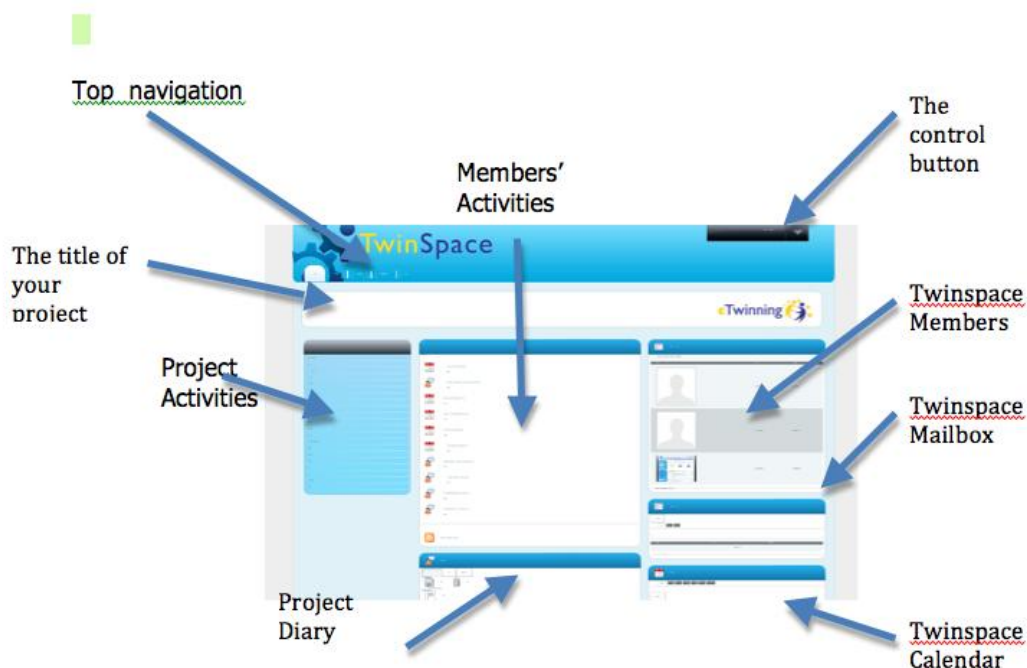 Top navigation
The
control
button
Members’
Activities
TwinSpace
The title of
your
project
eTwinning
Twinspace
Members
Project
Activities
Twinspace
Mailbox
Project
Diary
Twinspace
Calendar